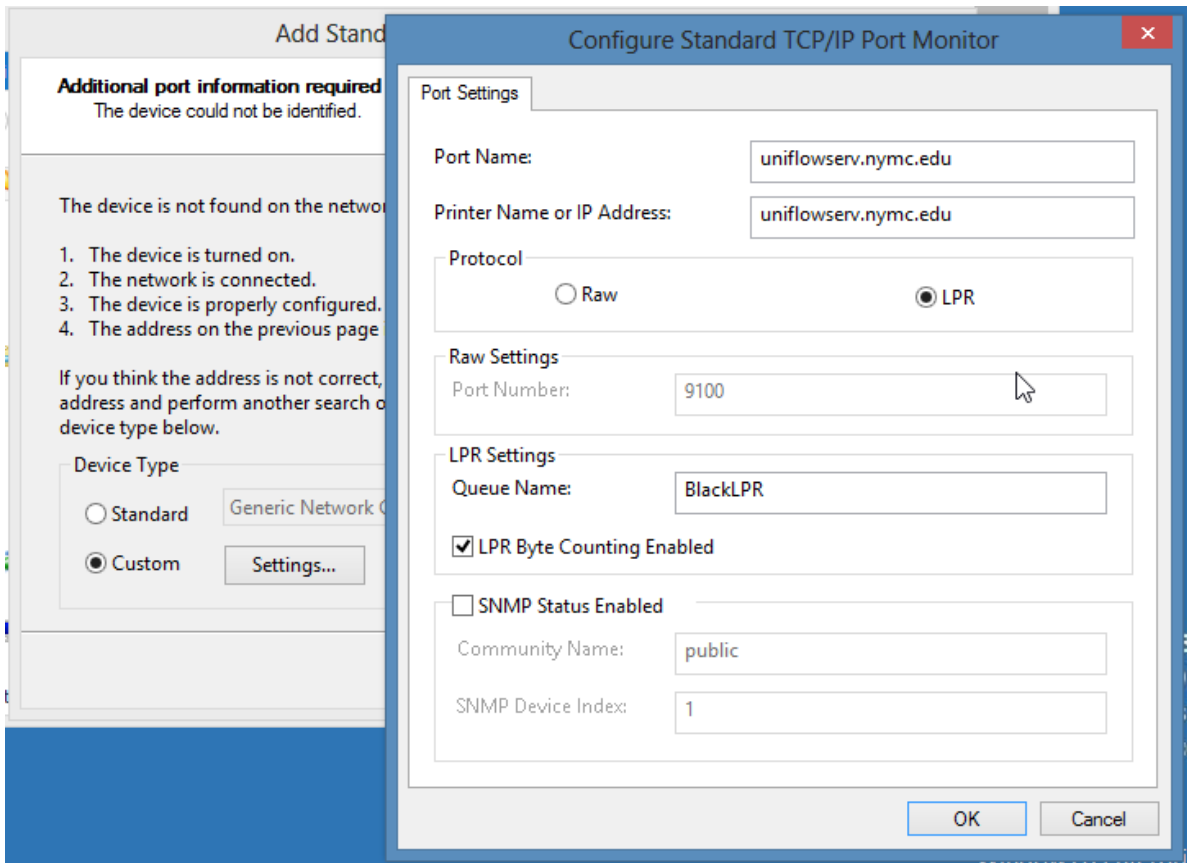 Add Stand
Additional port information required
The device could not be identified.
The device is not found on the networ
1. The device is turned on.
2. The network is connected.
3. The device is properly configured.
4. The address on the previous page
If you think the address is not correct,
address and perform another search o
device type below.
Device Type
Standard
Generic Network
Custom
Settings...
Configure Standard TCP/IP Port Monitor
Port Settings
Port Name:
uniflowserv.nymc.edu
Printer Name or IP Address:
uniflowserv.nymc.edu
Protocol
Raw
LPR
Raw Settings
Port Number:
9100
LPR Settings
Queue Name:
BlackLPR
LPR Byte Counting Enabled
SNMP Status Enabled
Community Name:
public
SNMP Device Index:
1
OK
Cancel